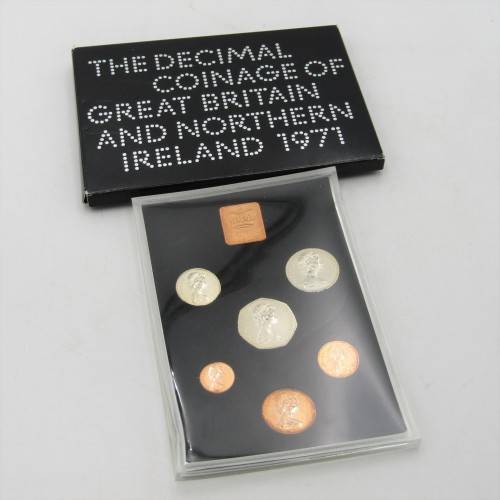 THE DECIMAL
COINAGE OF
GREAT BRITAIN
AND NORTHERN
IRELAND 1971